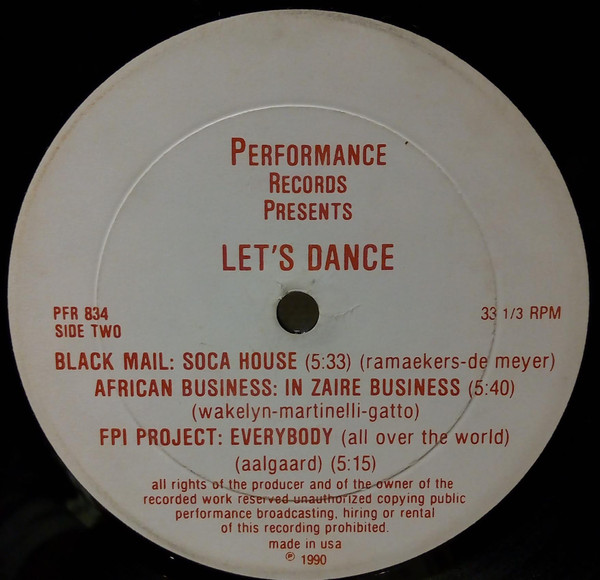 PERFORMANCE
RECORDS
PRESENTS
LET'S DANCE
PFR 834
SIDE TWO
33 1/3 RPM
BLACK MAIL: SOCA HOUSE (5:33) (ramaekers-de meyer)
AFRICAN BUSINESS: IN ZAIRE BUSINESS (5:40)
(wakelyn-martinelli-gatto)
FPI PROJECT: EVERYBODY (all over the world)
(aalgaard) (5:15)
all rights of the producer and of the owner of the
recorded work reserved unauthorized copying public
performance broadcasting, hiring or rental
of this recording prohibited.
made in usa
℗ 1990